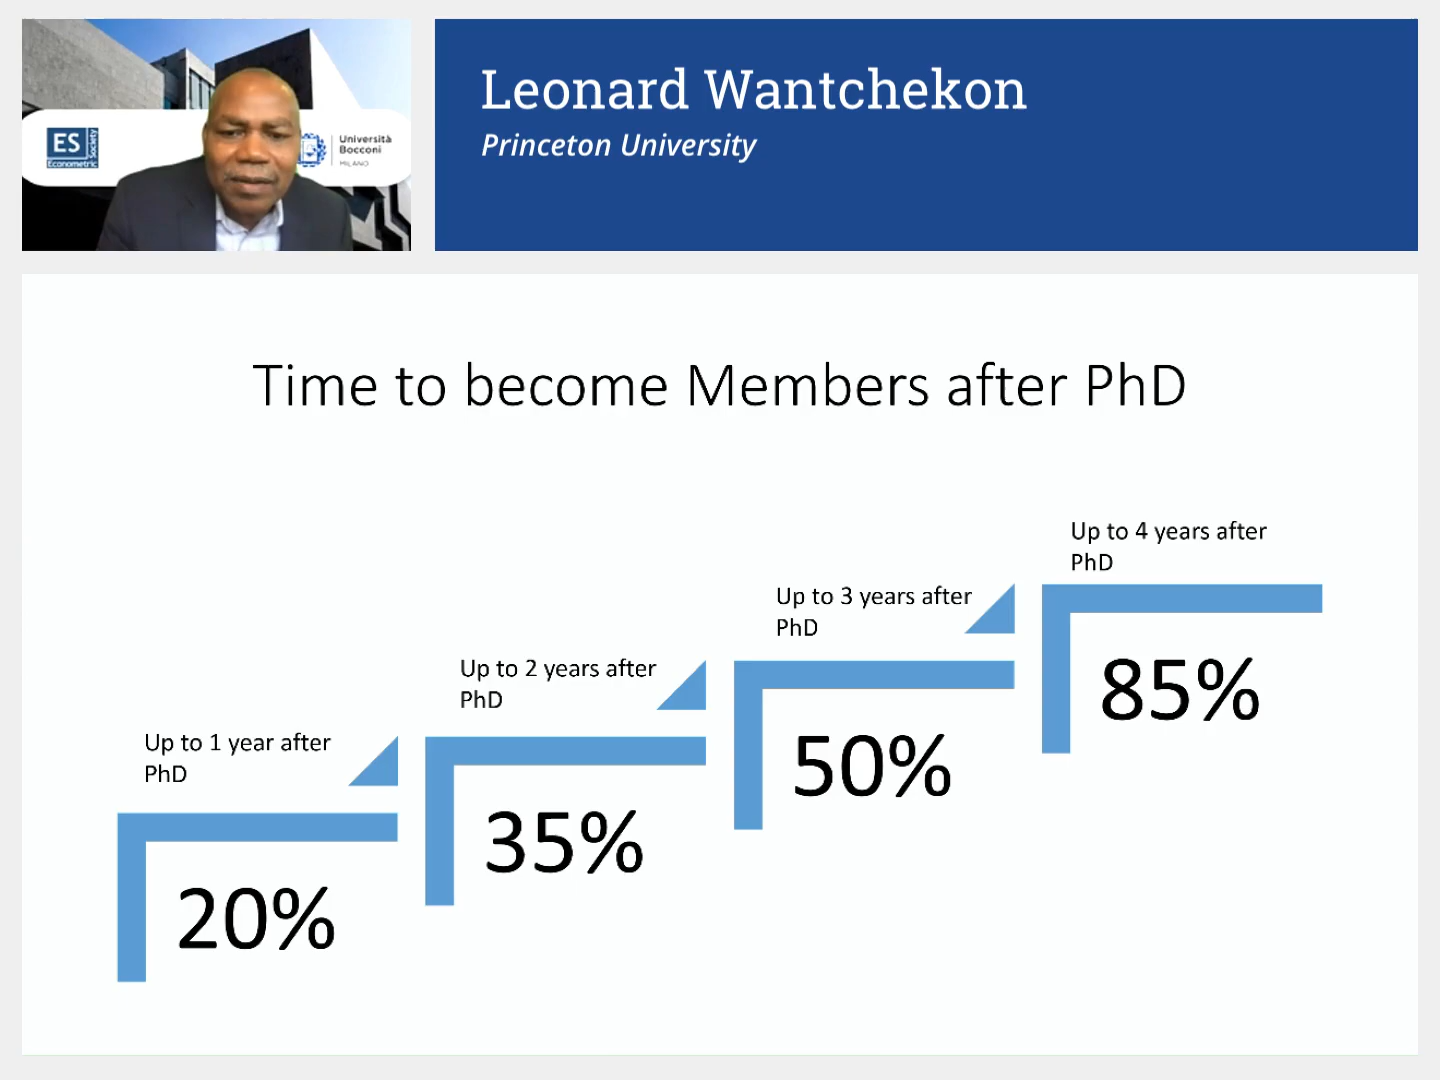 ES
Econometric
Society
Università
Bocconi
MILANO
Leonard Wantchekon
Princeton University
Time to become Members after PhD
Up to 1 year after
PhD
20%
Up to 2 years after
PhD
35%
Up to 3 years after
PhD
50%
Up to 4 years after
PhD
85%